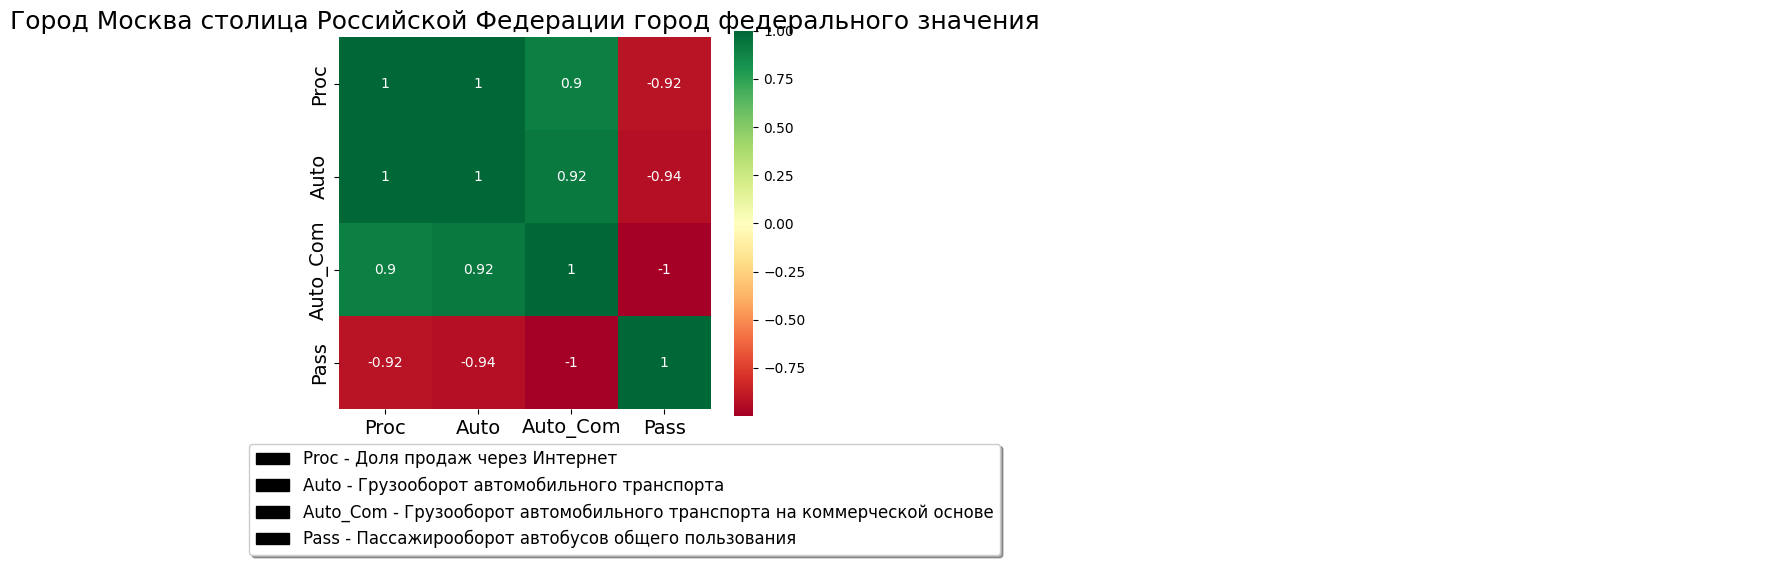 Город Москва столица Российской Федерации город федерального значения
Proc 1 1 0.9 -0.92
Auto 1 1 0.92 -0.94
Auto_Com 0.9 0.92 1 -1
Pass -0.92 -0.94 -1 1
Proc Auto Auto_Com Pass
1.00
0.75
0.50
0.25
0.00
−0.25
−0.50
−0.75
Proc - Доля продаж через Интернет
Auto - Грузооборот автомобильного транспорта
Auto_Com - Грузооборот автомобильного транспорта на коммерческой основе
Pass - Пассажирооборот автобусов общего пользования